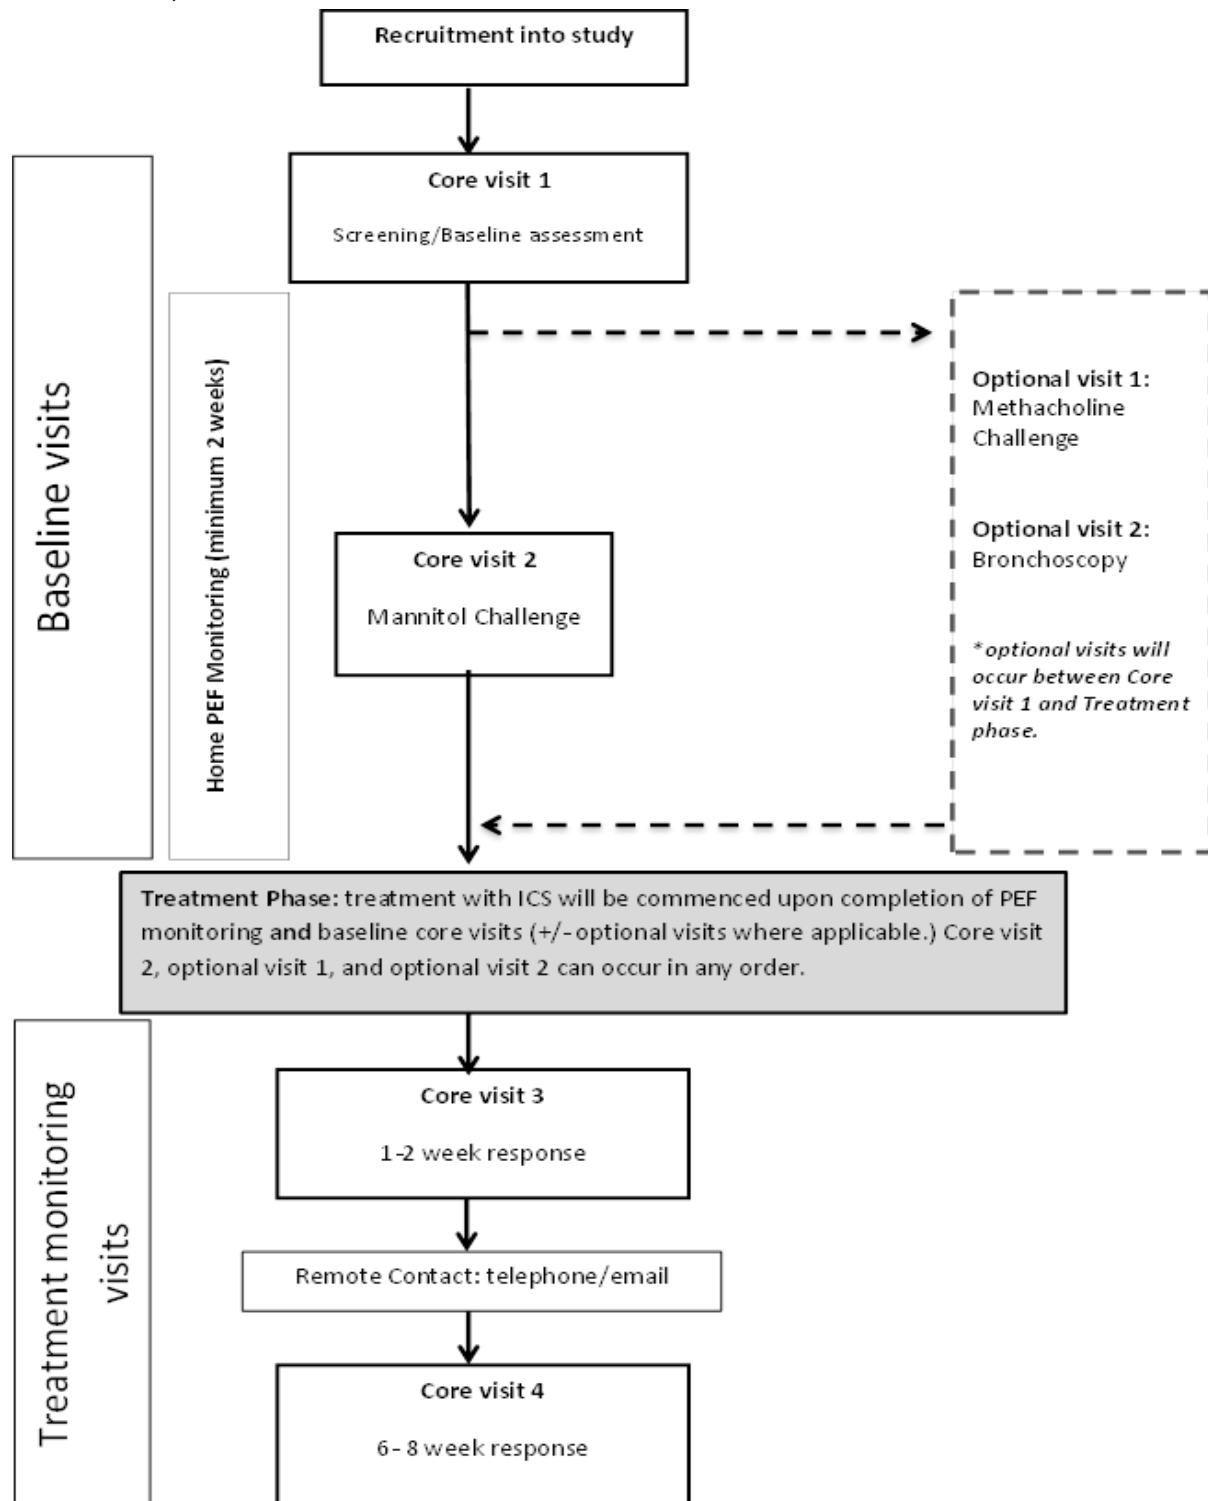 Recruitment into study
Core visit 1
Screening/Baseline assessment
Baseline visits
Home PEF Monitoring (minimum 2 weeks)
Optional visit 1:
Methacholine
Challenge
Optional visit 2:
Bronchoscopy
*optional visits will
occur between Core
visit 1 and Treatment
phase.
Core visit 2
Mannitol Challenge
Treatment Phase: treatment with ICS will be commenced upon completion of PEF
monitoring and baseline core visits (+/- optional visits where applicable.) Core visit
2, optional visit 1, and optional visit 2 can occur in any order.
Treatment monitoring
visits
Core visit 3
1-2 week response
Remote Contact: telephone/email
Core visit 4
6- 8 week response